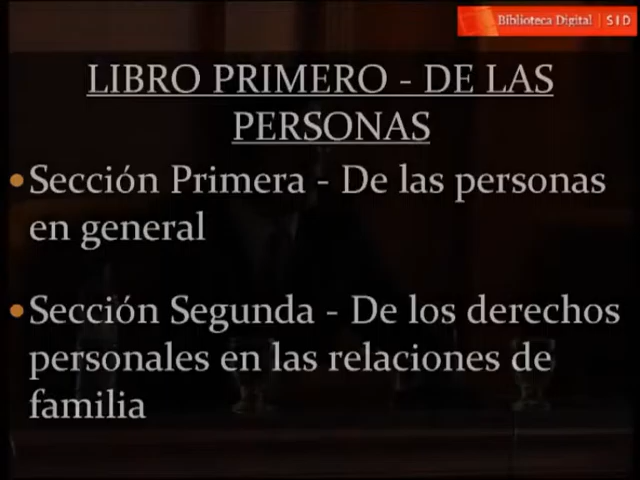 Biblioteca Digital | SID
LIBRO PRIMERO - DE LAS
PERSONAS
•Sección Primera - De las personas
en general
•Sección Segunda - De los derechos
personales en las relaciones de
familia